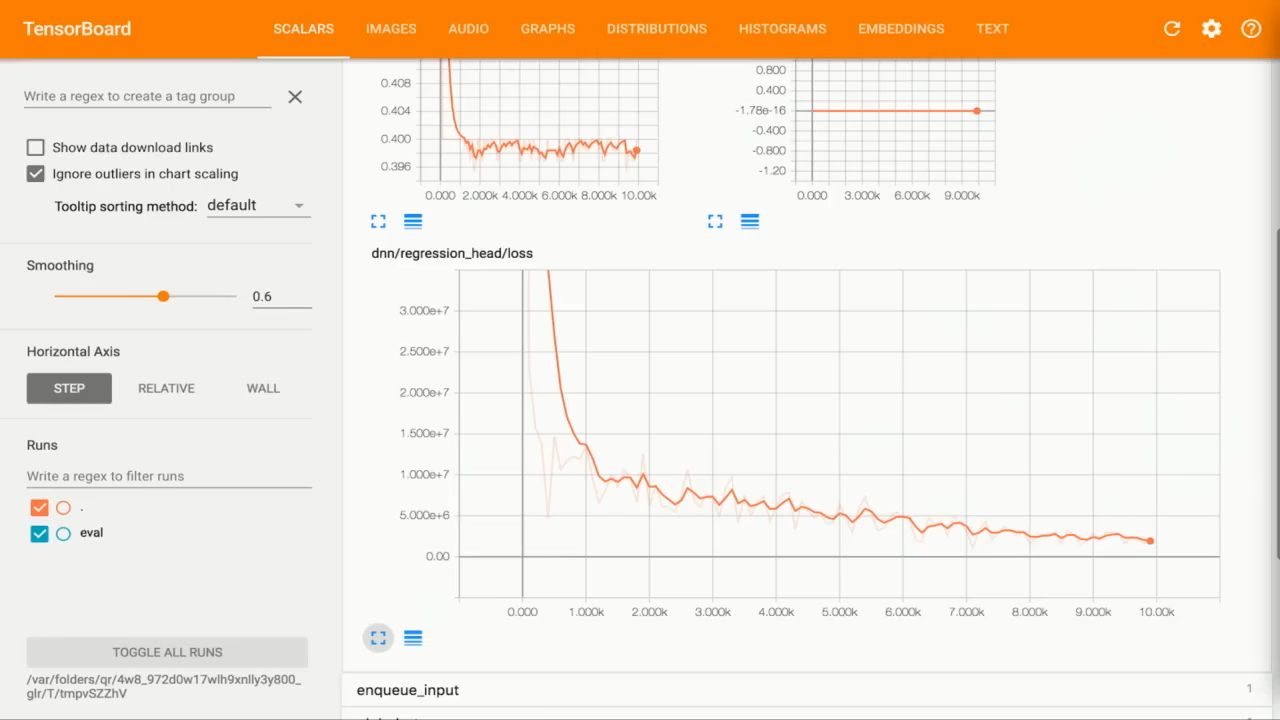 TensorBoard
SCALARS IMAGES AUDIO GRAPHS DISTRIBUTIONS HISTOGRAMS EMBEDDINGS TEXT
Write a regex to create a tag group
Show data download links
Ignore outliers in chart scaling
Tooltip sorting method: default
Smoothing
0.6
Horizontal Axis
STEP RELATIVE WALL
Runs
Write a regex to filter runs
.
eval
TOGGLE ALL RUNS
/var/folders/qr/4w8_972d0w17wlh9xnlly3y800_
glr/T/tmpvSZZhV
0.408
0.404
0.400
0.396
0.000 2.000k 4.000k 6.000k 8.000k 10.00k
0.800
0.400
-1.78e-16
-0.400
-0.800
-1.20
0.000 3.000k 6.000k 9.000k
dnn/regression_head/loss
3.000e+7
2.500e+7
2.000e+7
1.500e+7
1.000e+7
5.000e+6
0.00
0.000 1.000k 2.000k 3.000k 4.000k 5.000k 6.000k 7.000k 8.000k 9.000k 10.00k
enqueue_input 1